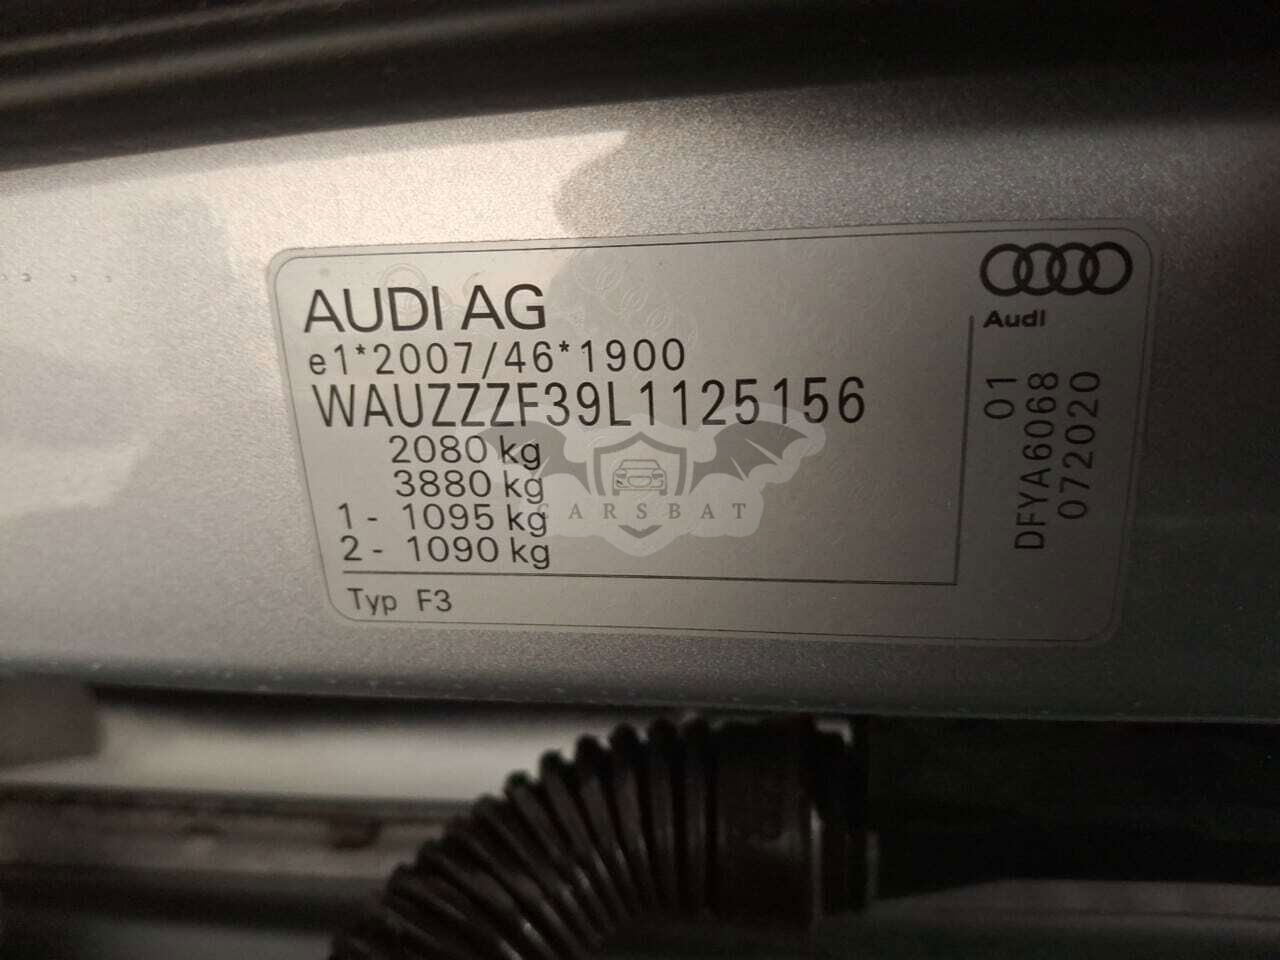 AUDI AG
e1*2007/46*1900
WAUZZZF39L1125156
2080 kg
3880 kg
1 - 1095 kg
2 - 1090 kg
Typ F3
Audi
01
DFYA6068
072020
CARSBAT